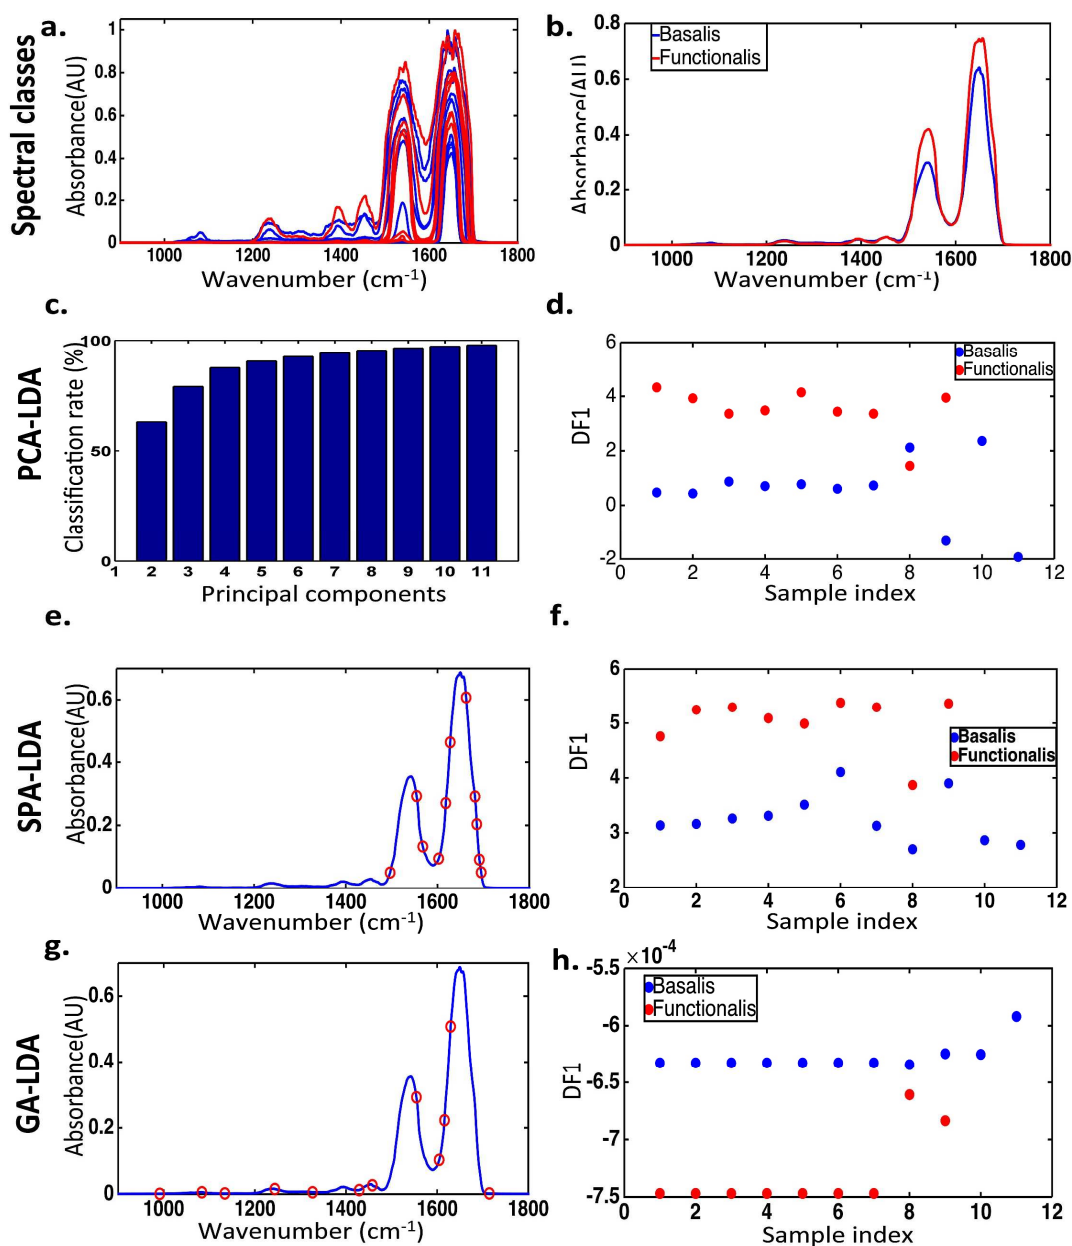 a.
Spectral classes
Absorbance(AU)
1
0.8
0.6
0.4
0.2
0
1000 1200 1400 1600 1800
Wavenumber (cm-1)
b.
Basalis
Functionalis
Absorbance(AU)
0.8
0.6
0.4
0.2
0
1000 1200 1400 1600 1800
Wavenumber (cm-1)
c.
PCA-LDA
Classification rate (%)
100
50
0
1 2 3 4 5 6 7 8 9 10 11
Principal components
d.
Basalis
Functionalis
DF1
6
4
2
0
-2
0 2 4 6 8 10 12
Sample index
e.
SPA-LDA
Absorbance(AU)
0.6
0.4
0.2
0
1000 1200 1400 1600 1800
Wavenumber (cm-1)
f.
Basalis
Functionalis
DF1
6
5
4
3
2
0 2 4 6 8 10 12
Sample index
g.
GA-LDA
Absorbance(AU)
0.6
0.4
0.2
0
1000 1200 1400 1600 1800
Wavenumber (cm-1)
h.
×10-4
Basalis
Functionalis
DF1
-5.5
-6
-6.5
-7
-7.5
0 2 4 6 8 10 12
Sample index